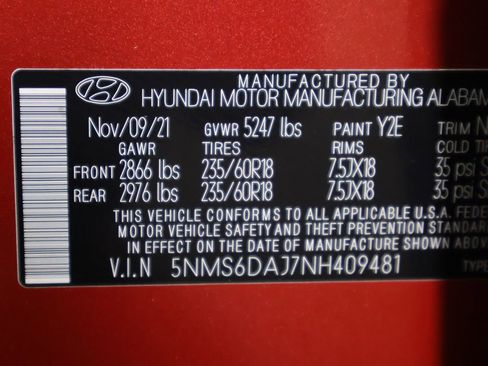 MANUFACTURED BY
HYUNDAI MOTOR MANUFACTURING ALABAM
Nov/09/21 GVWR 5247 lbs PAINT Y2E TRIM N
GAWR TIRES RIMS COLD TI
FRONT 2866 lbs 235/60R18 7.5JX18 35 psi S
REAR 2976 lbs 235/60R18 7.5JX18 35 psi S
THIS VEHICLE CONFORMS TO ALL APPLICABLE U.S.A. FEDE
MOTOR VEHICLE SAFETY AND THEFT PREVENTION STANDAR
IN EFFECT ON THE DATE OF MANUFACTURE SHOWN ABOVE.
V.I.N 5NMS6DAJ7NH409481 TYPE